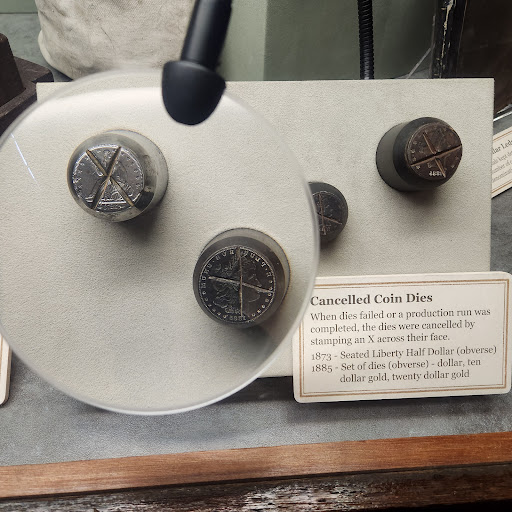 Cancelled Coin Dies
When dies failed or a production run was
completed, the dies were cancelled by
stamping an X across their face.
1873 - Seated Liberty Half Dollar (obverse)
1885 - Set of dies (obverse) - dollar, ten
dollar gold, twenty dollar gold